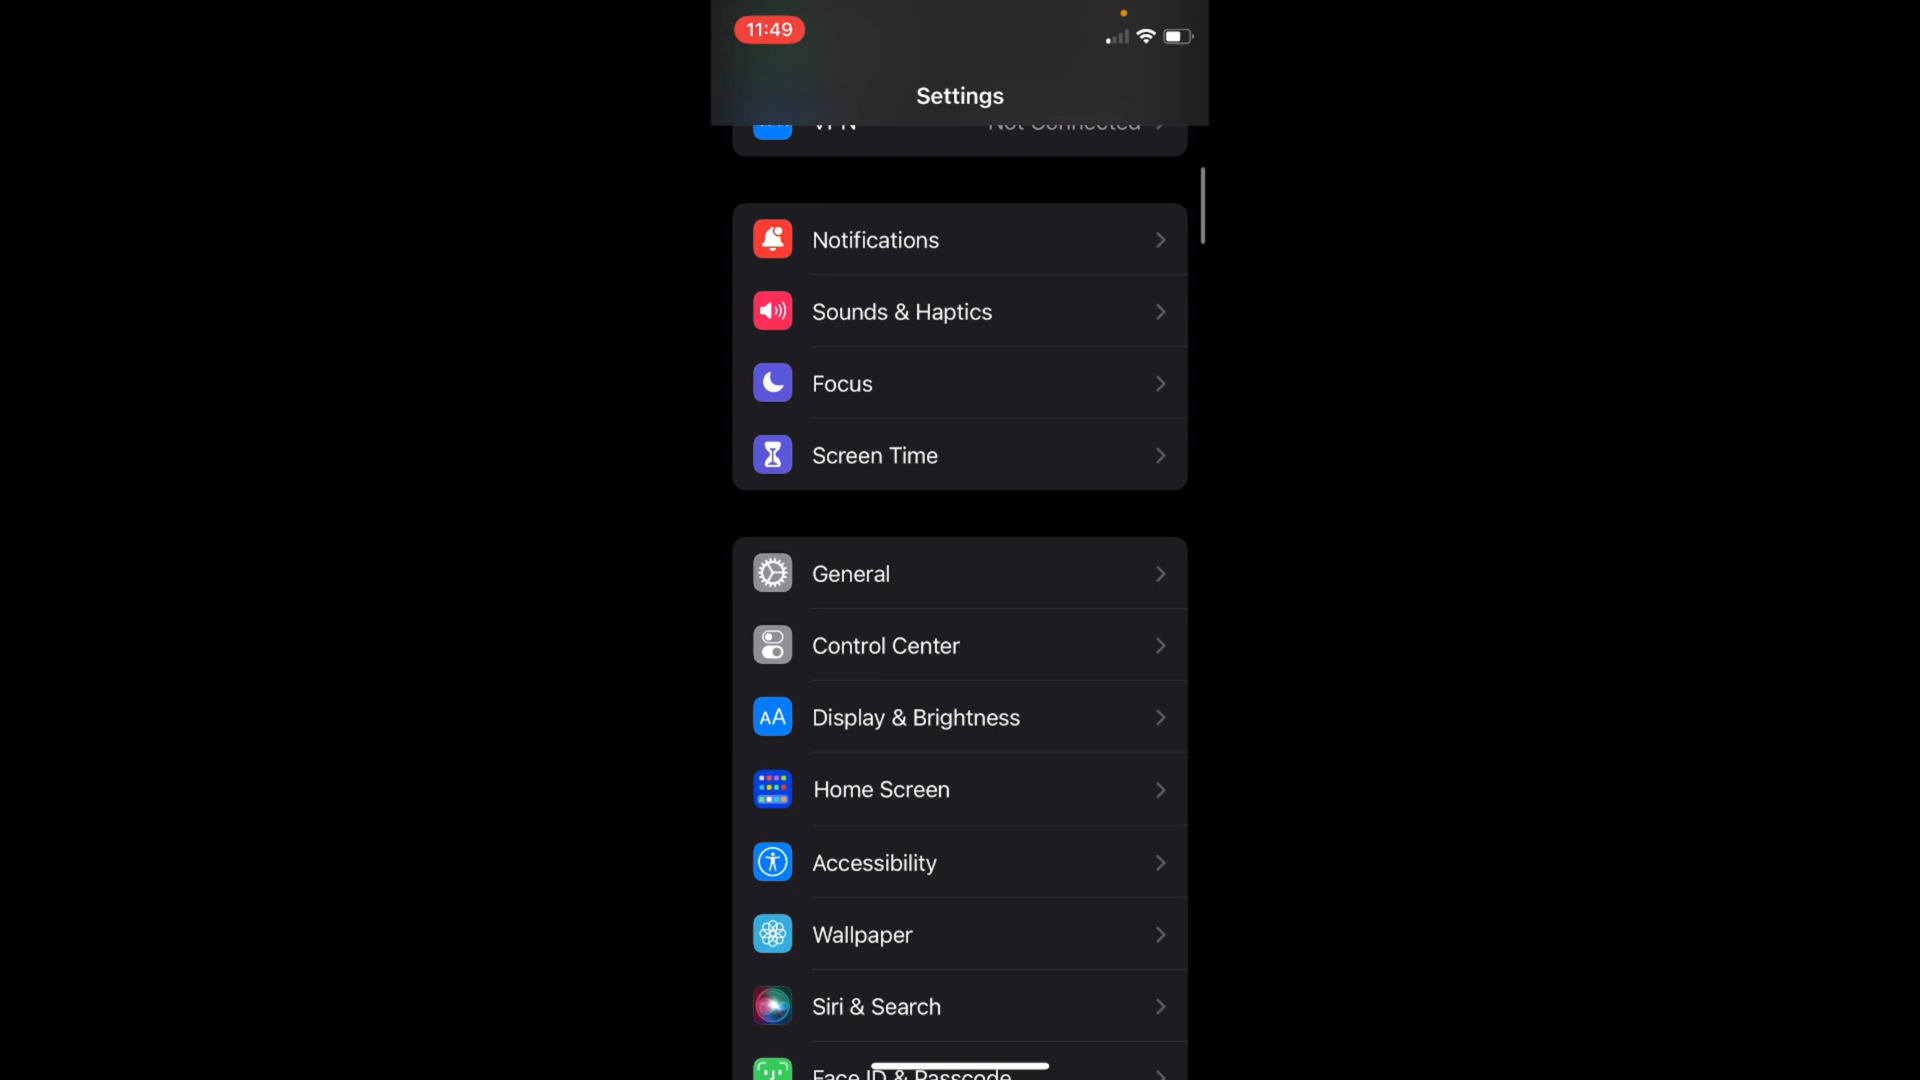 11:49
Settings
VPN Not Connected
Notifications
Sounds & Haptics
Focus
Screen Time
General
Control Center
AA Display & Brightness
Home Screen
Accessibility
Wallpaper
Siri & Search
Face ID & Passcode